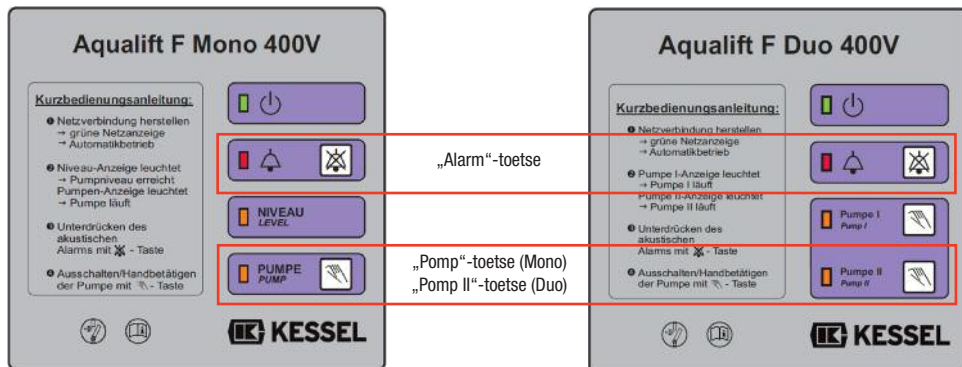 Aqualift F Mono 400V
Kurzbedienungsanleitung:
❶ Netzverbindung herstellen
→ grüne Netzanzeige
→ Automatikbetrieb
❷ Niveau-Anzeige leuchtet
→ Pumpniveau erreicht
Pumpen-Anzeige leuchtet
→ Pumpe läuft
❸ Unterdrücken des
akustischen
Alarms mit - Taste
❹ Ausschalten/Handbetätigen
der Pumpe mit - Taste
NIVEAU
LEVEL
PUMPE
PUMP
KESSEL
„Alarm“-toetse
„Pomp“-toetse (Mono)
„Pomp II“-toetse (Duo)
Aqualift F Duo 400V
Kurzbedienungsanleitung:
❶ Netzverbindung herstellen
→ grüne Netzanzeige
→ Automatikbetrieb
❷ Pumpe I-Anzeige leuchtet
→ Pumpe I läuft
Pumpe II-Anzeige leuchtet
→ Pumpe II läuft
❸ Unterdrücken des
akustischen
Alarms mit - Taste
❹ Ausschalten/Handbetätigen
der Pumpe mit - Taste
Pumpe I
Pump I
Pumpe II
Pump II
KESSEL